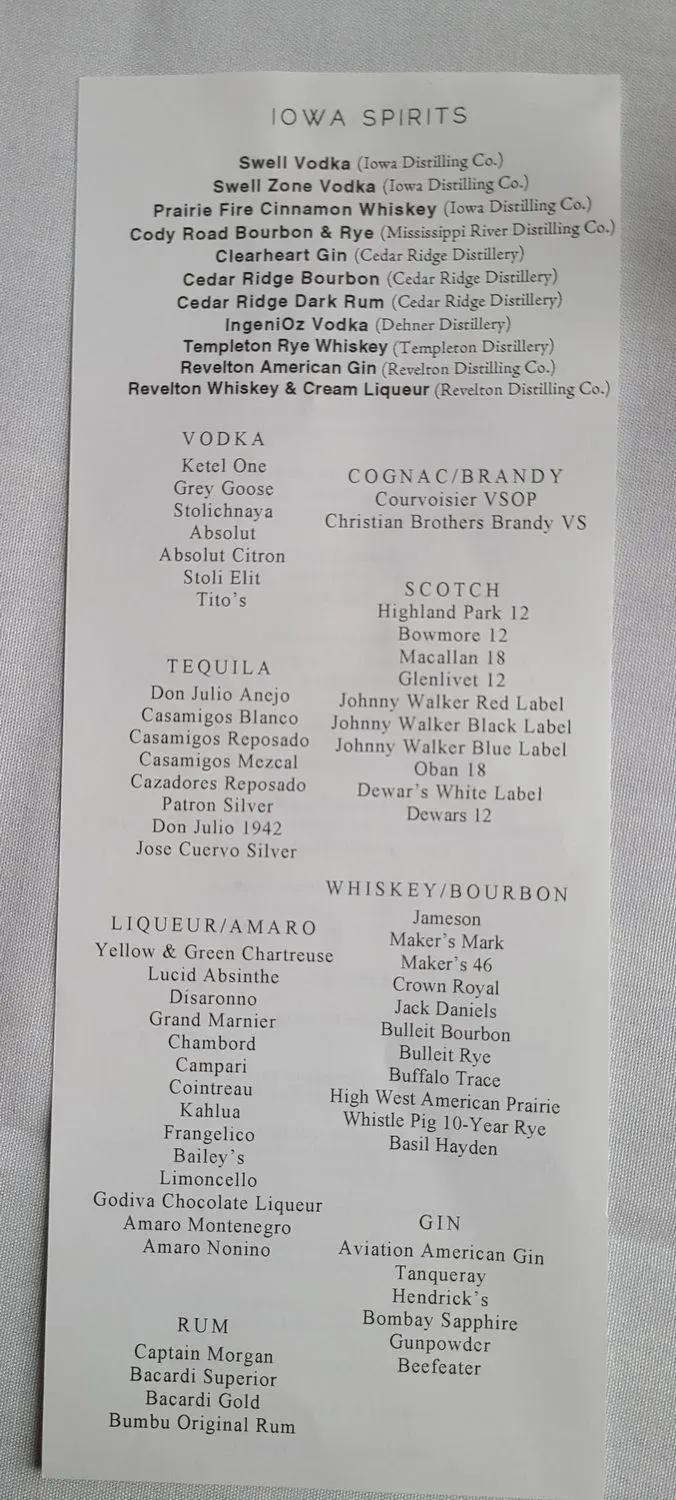 IOWA SPIRITS
Swell Vodka (Iowa Distilling Co.)
Swell Zone Vodka (Iowa Distilling Co.)
Prairie Fire Cinnamon Whiskey (Iowa Distilling Co.)
Cody Road Bourbon & Rye (Mississippi River Distilling Co.)
Clearheart Gin (Cedar Ridge Distillery)
Cedar Ridge Bourbon (Cedar Ridge Distillery)
Cedar Ridge Dark Rum (Cedar Ridge Distillery)
IngeniOz Vodka (Dehner Distillery)
Templeton Rye Whiskey (Templeton Distillery)
Revelton American Gin (Revelton Distilling Co.)
Revelton Whiskey & Cream Liqueur (Revelton Distilling Co.)
VODKA
Ketel One
Grey Goose
Stolichnaya
Absolut
Absolut Citron
Stoli Elit
Tito's
TEQUILA
Don Julio Anejo
Casamigos Blanco
Casamigos Reposado
Casamigos Mezcal
Cazadores Reposado
Patron Silver
Don Julio 1942
Jose Cuervo Silver
LIQUEUR/AMARO
Yellow & Green Chartreuse
Lucid Absinthe
Disaronno
Grand Marnier
Chambord
Campari
Cointreau
Kahlua
Frangelico
Bailey's
Limoncello
Godiva Chocolate Liqueur
Amaro Montenegro
Amaro Nonino
RUM
Captain Morgan
Bacardi Superior
Bacardi Gold
Bumbu Original Rum
COGNAC/BRANDY
Courvoisier VSOP
Christian Brothers Brandy VS
SCOTCH
Highland Park 12
Bowmore 12
Macallan 18
Glenlivet 12
Johnny Walker Red Label
Johnny Walker Black Label
Johnny Walker Blue Label
Oban 18
Dewar's White Label
Dewars 12
WHISKEY/BOURBON
Jameson
Maker's Mark
Maker's 46
Crown Royal
Jack Daniels
Bulleit Bourbon
Bulleit Rye
Buffalo Trace
High West American Prairie
Whistle Pig 10-Year Rye
Basil Hayden
GIN
Aviation American Gin
Tanqueray
Hendrick's
Bombay Sapphire
Gunpowder
Beefeater